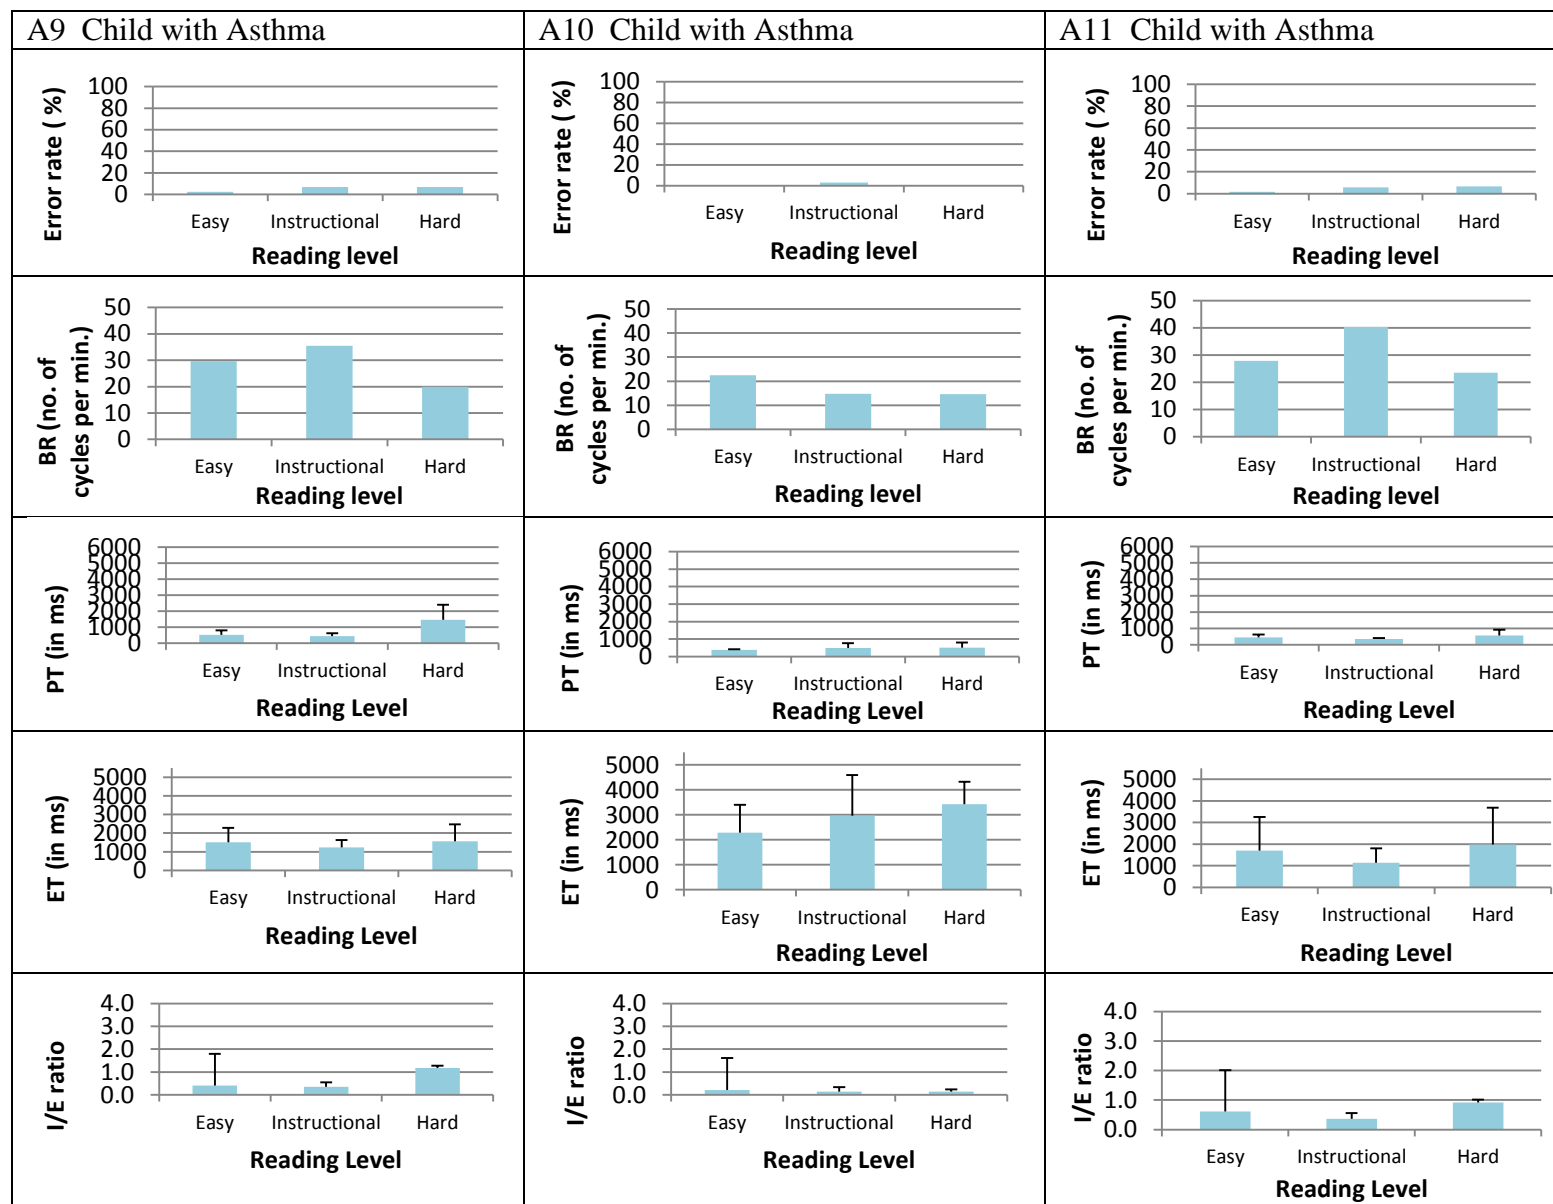 A9 Child with Asthma
A10 Child with Asthma
A11 Child with Asthma
Error rate ( %)
100
80
60
40
20
0
Easy Instructional Hard
Reading level
Error rate ( %)
100
80
60
40
20
0
Easy Instructional Hard
Reading level
Error rate ( %)
100
80
60
40
20
0
Easy Instructional Hard
Reading level
BR (no. of
cycles per min.)
50
40
30
20
10
0
Easy Instructional Hard
Reading level
BR (no. of
cycles per min.)
50
40
30
20
10
0
Easy Instructional Hard
Reading level
BR (no. of
cycles per min.)
50
40
30
20
10
0
Easy Instructional Hard
Reading level
PT (in ms)
6000
5000
4000
3000
2000
1000
0
Easy Instructional Hard
Reading Level
PT (in ms)
6000
5000
4000
3000
2000
1000
0
Easy Instructional Hard
Reading Level
PT (in ms)
6000
5000
4000
3000
2000
1000
0
Easy Instructional Hard
Reading Level
ET (in ms)
5000
4000
3000
2000
1000
0
Easy Instructional Hard
Reading Level
ET (in ms)
5000
4000
3000
2000
1000
0
Easy Instructional Hard
Reading Level
ET (in ms)
5000
4000
3000
2000
1000
0
Easy Instructional Hard
Reading Level
I/E ratio
4.0
3.0
2.0
1.0
0.0
Easy Instructional Hard
Reading Level
I/E ratio
4.0
3.0
2.0
1.0
0.0
Easy Instructional Hard
Reading Level
I/E ratio
4.0
3.0
2.0
1.0
0.0
Easy Instructional Hard
Reading Level